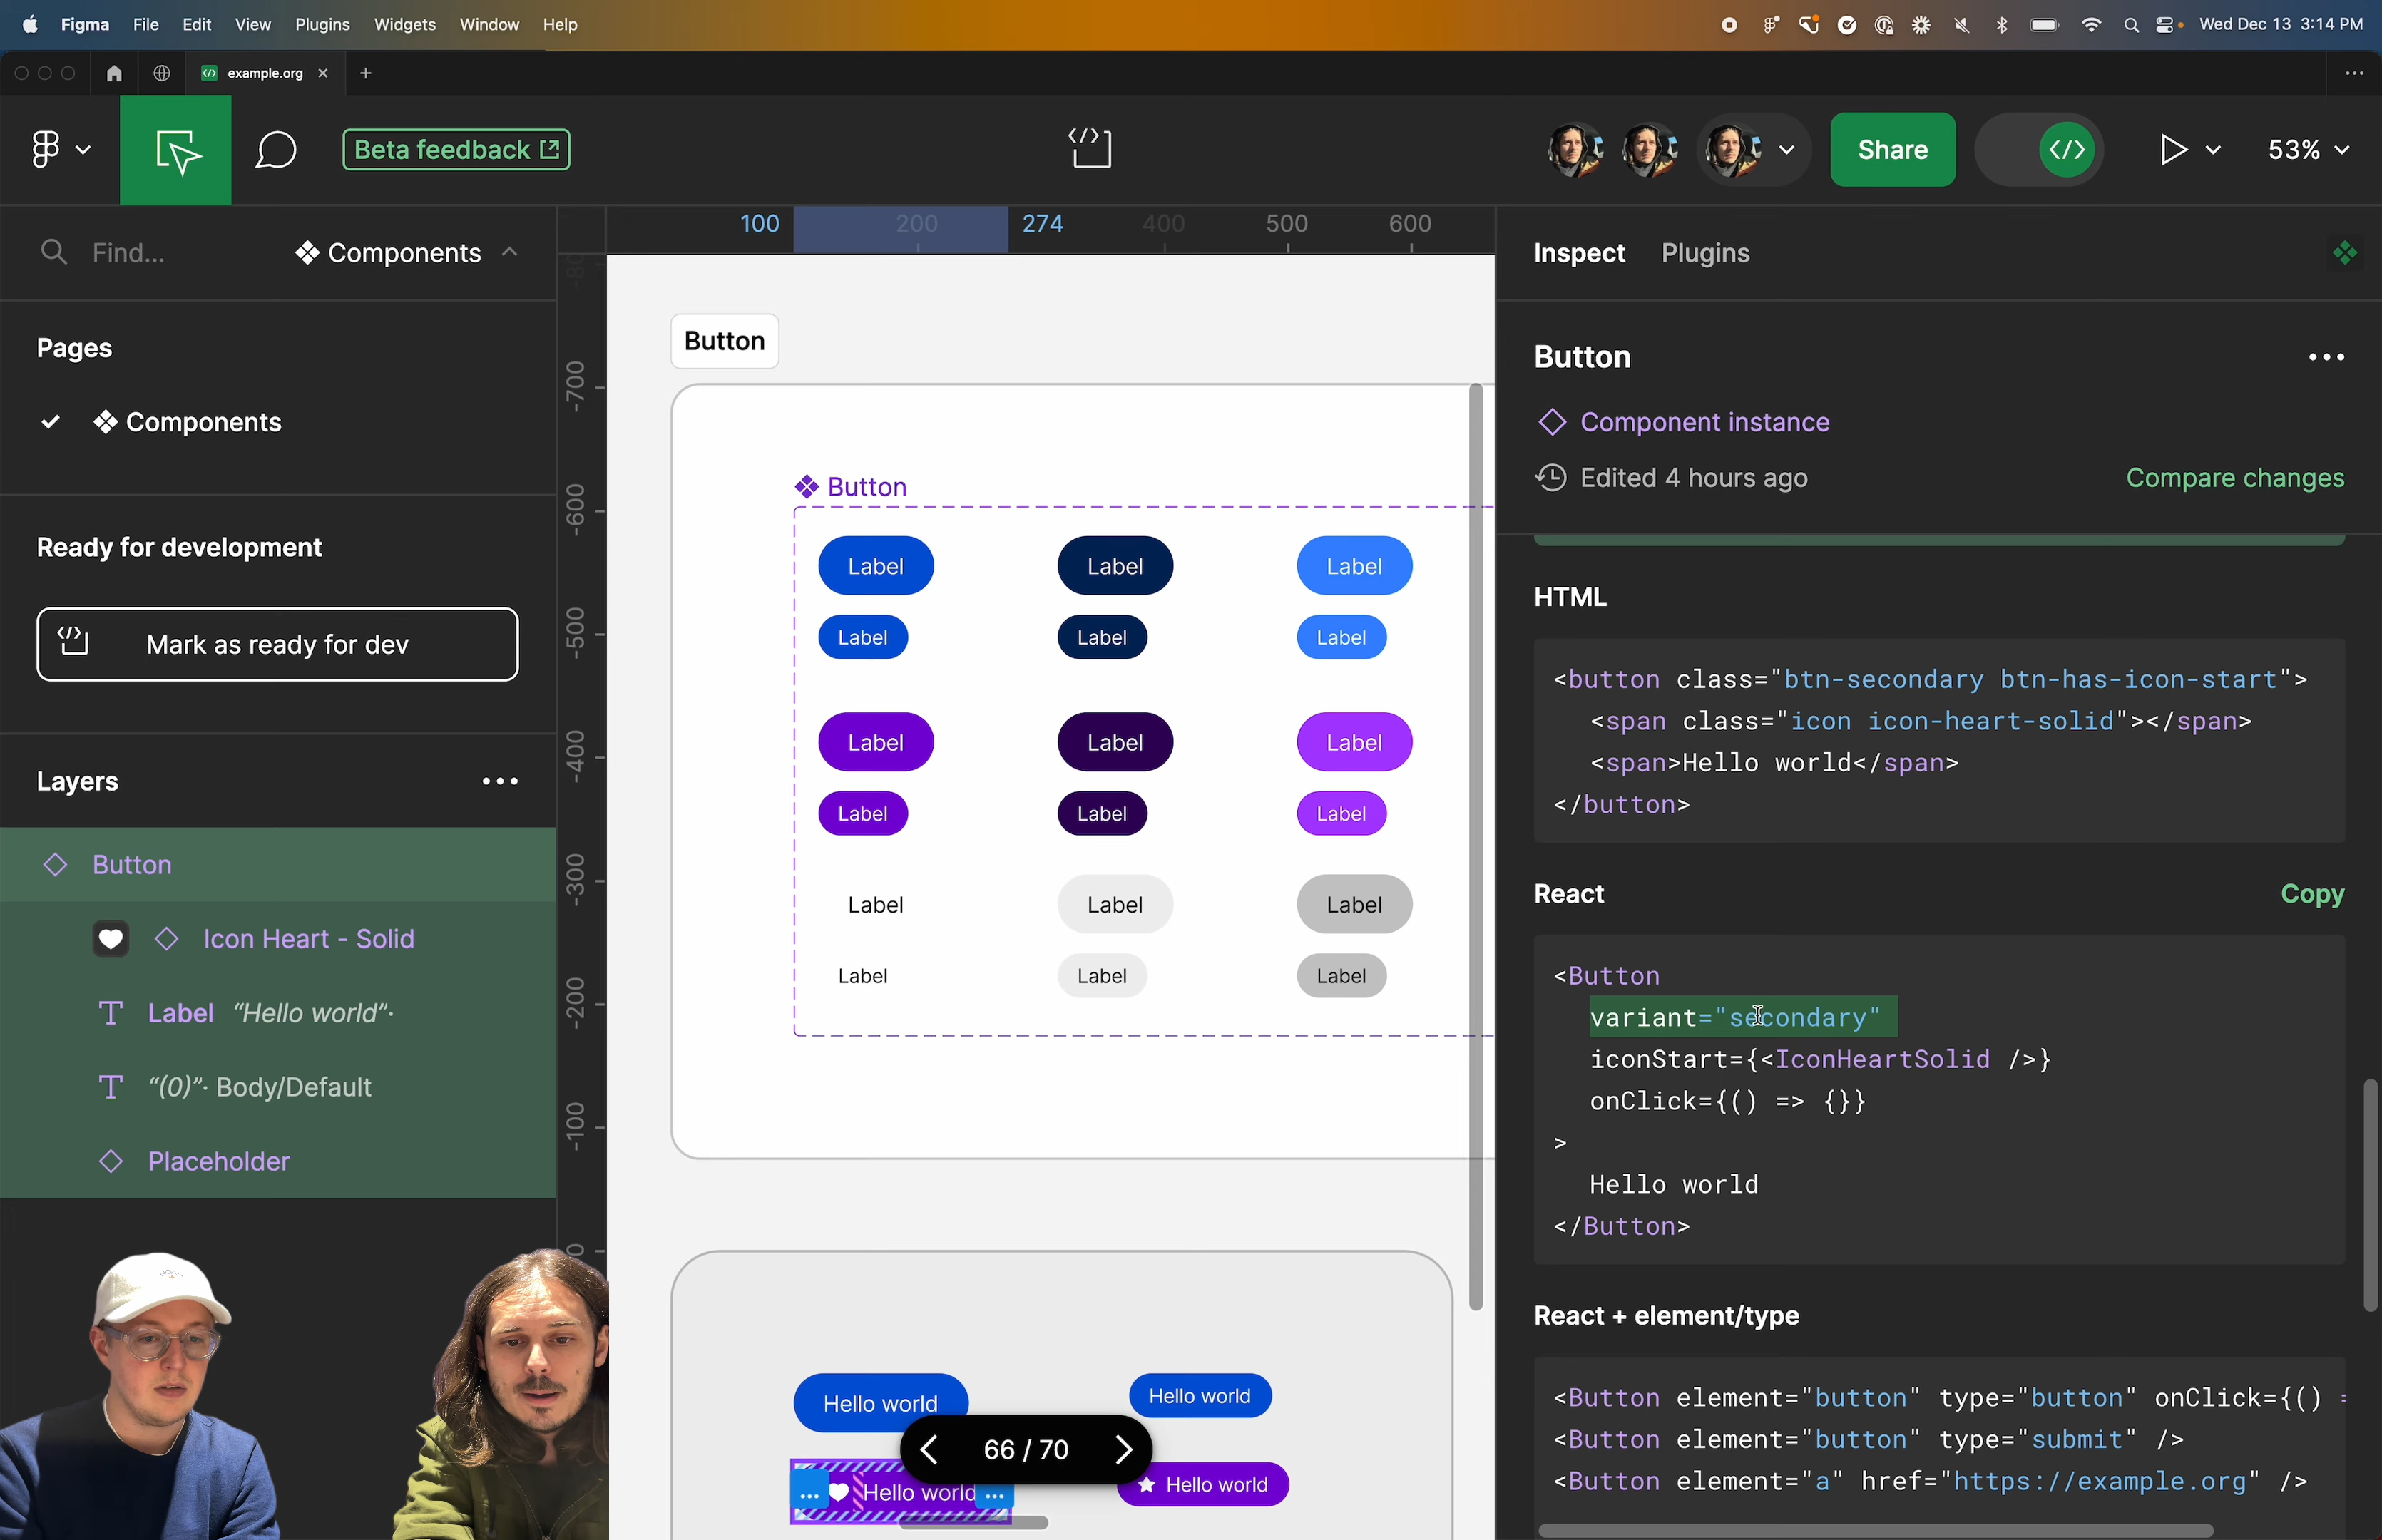 Figma File Edit View Plugins Widgets Window Help
Wed Dec 13 3:14 PM
example.org
Beta feedback
Share
53%
Find...
Components
Pages
Components
Ready for development
Mark as ready for dev
Layers
Button
Icon Heart - Solid
Label “Hello world”·
“(0)”· Body/Default
Placeholder
100 200 274 400 500 600
-700
-600
-500
-400
-300
-200
-100
Button
Button
Label Label Label
Label Label Label
Label Label Label
Label Label Label
Label Label Label
Label Label Label
Hello world Hello world
66 / 70
Hello world Hello world
Inspect Plugins
Button
Component instance
Edited 4 hours ago Compare changes
HTML
<button class="btn-secondary btn-has-icon-start">
<span class="icon icon-heart-solid"></span>
<span>Hello world</span>
</button>
React Copy
<Button
variant="secondary"
iconStart={<IconHeartSolid />}
onClick={() => {}}
>
Hello world
</Button>
React + element/type
<Button element="button" type="button" onClick={() =
<Button element="button" type="submit" />
<Button element="a" href="https://example.org" />